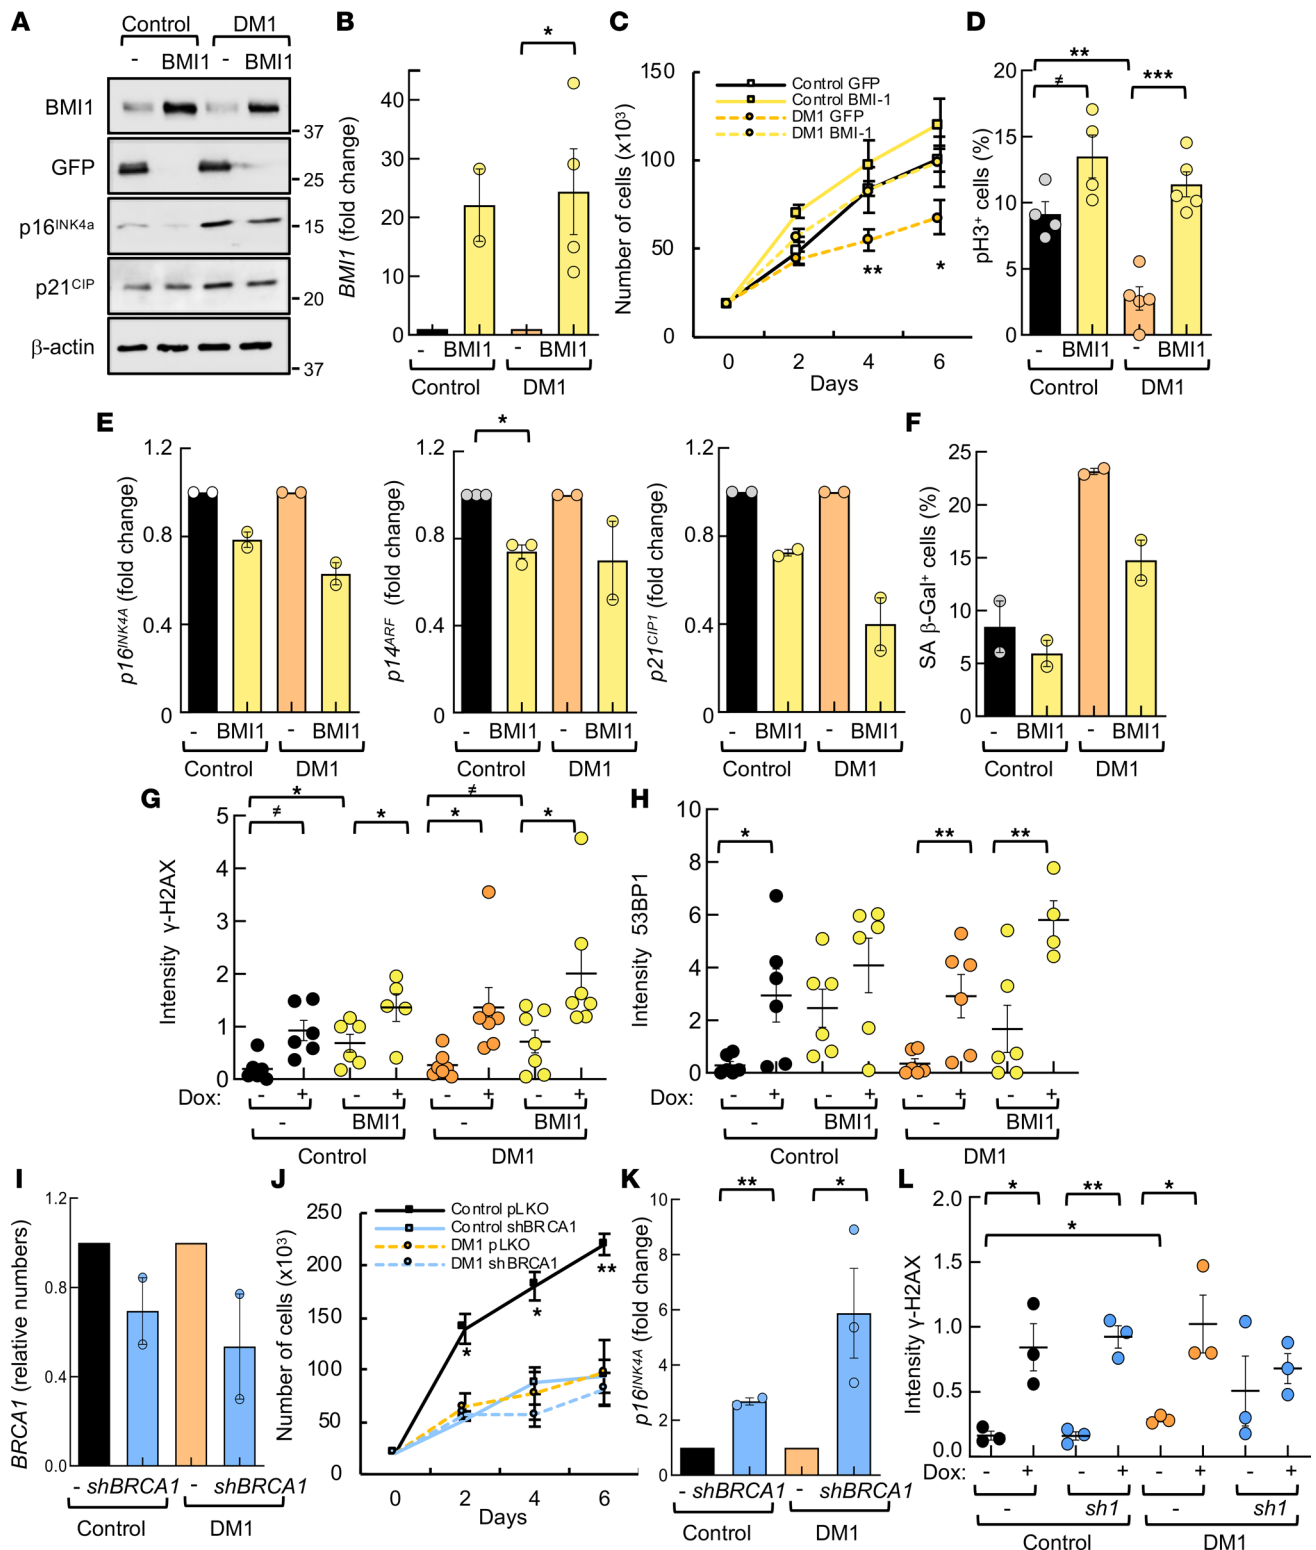 A
Control DM1
- BMI1 - BMI1
BMI1
37
GFP
25
p16INK4a
15
p21CIP
20
β-actin
37
B
*
BMI1 (fold change)
40
30
20
10
0
- BMI1 - BMI1
Control DM1
C
Number of cells (x10³)
150
100
50
0
Control GFP
Control BMI-1
DM1 GFP
DM1 BMI-1
** *
0 2 4 6
Days
D
pH3⁺ cells (%)
20
15
10
5
0
**
≠ ***
- BMI1 - BMI1
Control DM1
E
p16INK4A (fold change)
1.2
0.8
0.4
0
- BMI1 - BMI1
Control DM1
*
p14ARF (fold change)
1.2
0.8
0.4
0
- BMI1 - BMI1
Control DM1
p21CIP1 (fold change)
1.2
0.8
0.4
0
- BMI1 - BMI1
Control DM1
F
SA β-Gal⁺ cells (%)
25
20
15
10
5
0
- BMI1 - BMI1
Control DM1
G
Intensity γ-H2AX
5
4
3
2
1
0
* ≠
≠ * * *
Dox: - + - + - + - +
- BMI1 - BMI1
Control DM1
H
Intensity 53BP1
10
8
6
4
2
0
* ** **
Dox: - + - + - + - +
- BMI1 - BMI1
Control DM1
I
BRCA1 (relative numbers)
1.2
0.8
0.4
0.0
- shBRCA1 - shBRCA1
Control DM1
J
Number of cells (x10³)
250
200
150
100
50
0
Control pLKO
Control shBRCA1
DM1 pLKO
DM1 shBRCA1
* * **
0 2 4 6
Days
K
p16INK4A (fold change)
10
8
6
4
2
0
** *
- shBRCA1 - shBRCA1
Control DM1
L
Intensity γ-H2AX
2.0
1.5
1.0
0.5
0.0
* ** *
*
Dox: - + - + - + - +
- sh1 - sh1
Control DM1